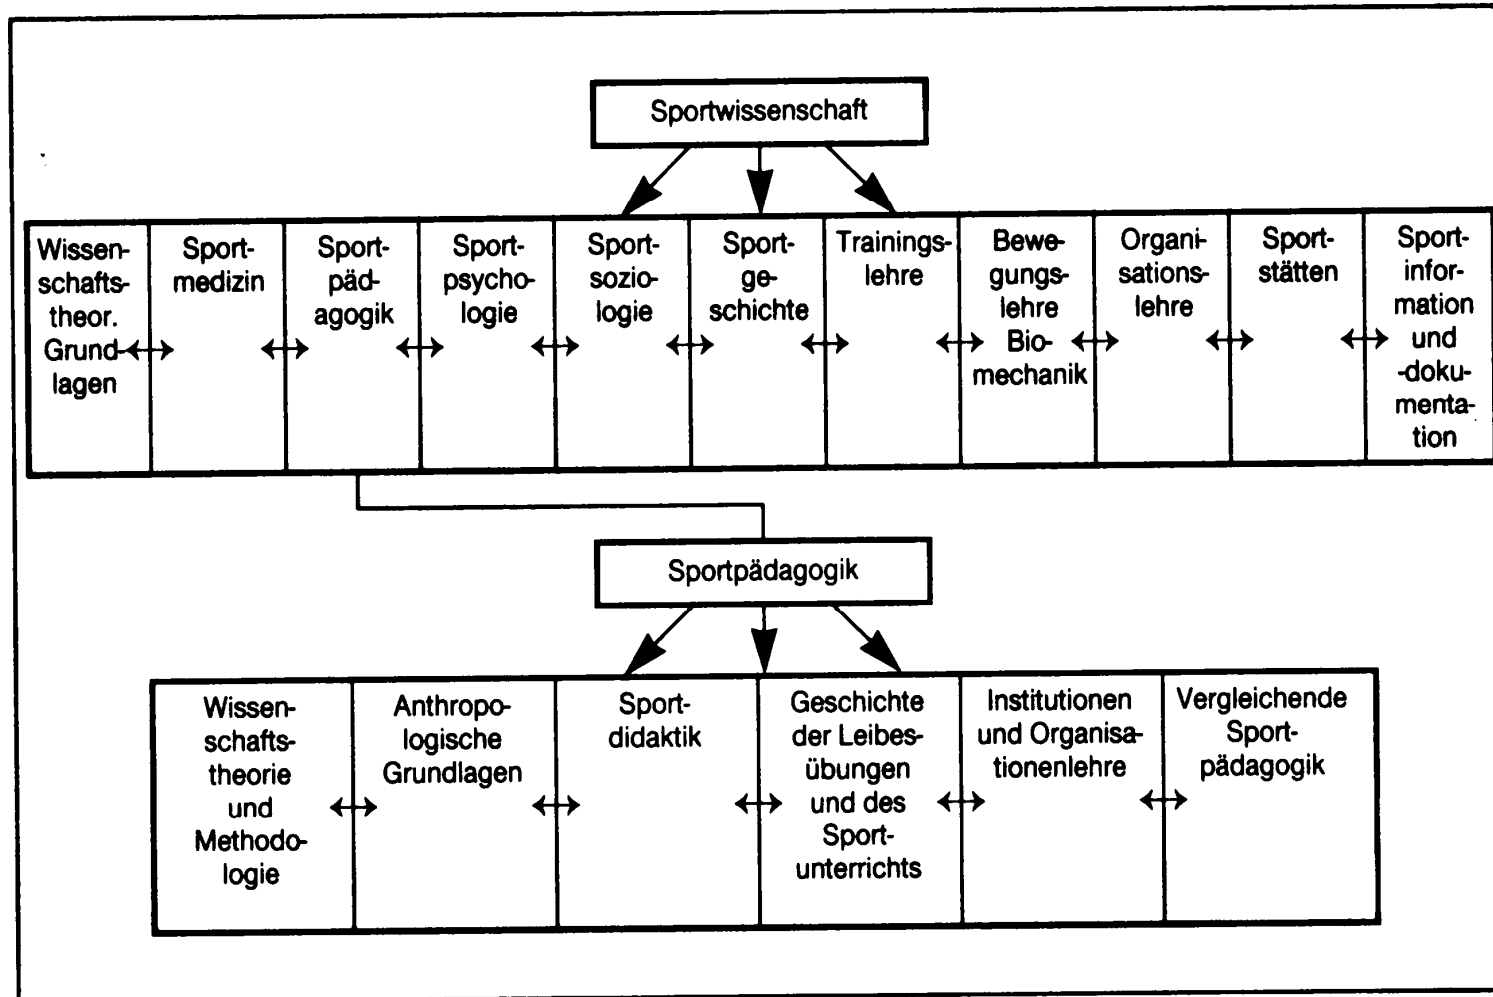 Sportwissenschaft
Wissen-
schafts-
theor.
Grund-
lagen
Sport-
medizin
Sport-
päd-
agogik
Sport-
psycho-
logie
Sport-
sozio-
logie
Sport-
ge-
schichte
Trainings-
lehre
Bewe-
gungs-
lehre
Bio-
mechanik
Organi-
sations-
lehre
Sport-
stätten
Sport-
infor-
mation
und
-doku-
menta-
tion
Sportpädagogik
Wissen-
schafts-
theorie
und
Methodo-
logie
Anthropo-
logische
Grundlagen
Sport-
didaktik
Geschichte
der Leibes-
übungen
und des
Sport-
unterrichts
Institutionen
und Organisa-
tionenlehre
Vergleichende
Sport-
pädagogik